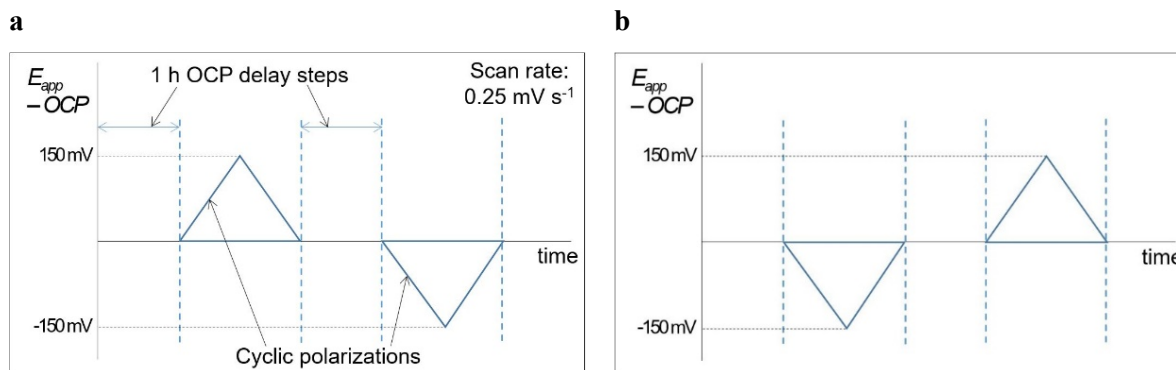 a
b
E_app
– OCP
1 h OCP delay steps
Scan rate:
0.25 mV s⁻¹
150 mV
time
-150 mV
Cyclic polarizations
E_app
– OCP
150 mV
time
-150 mV